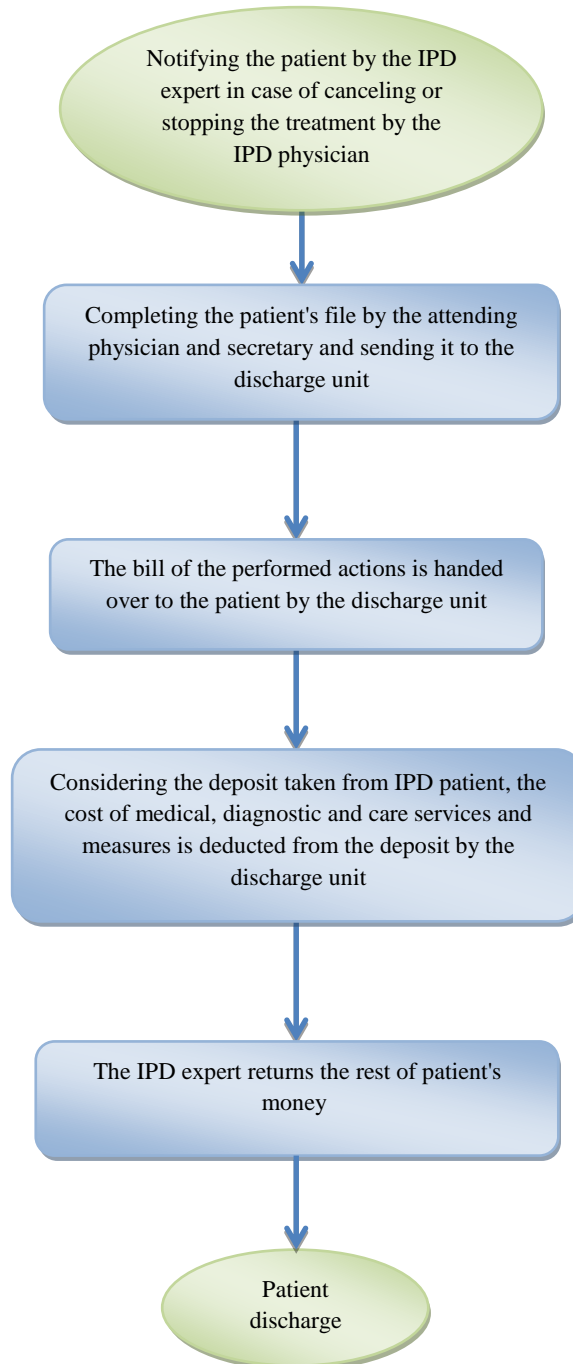 Notifying the patient by the IPD
expert in case of canceling or
stopping the treatment by the
IPD physician
Completing the patient's file by the attending
physician and secretary and sending it to the
discharge unit
The bill of the performed actions is handed
over to the patient by the discharge unit
Considering the deposit taken from IPD patient, the
cost of medical, diagnostic and care services and
measures is deducted from the deposit by the
discharge unit
The IPD expert returns the rest of patient's
money
Patient
discharge